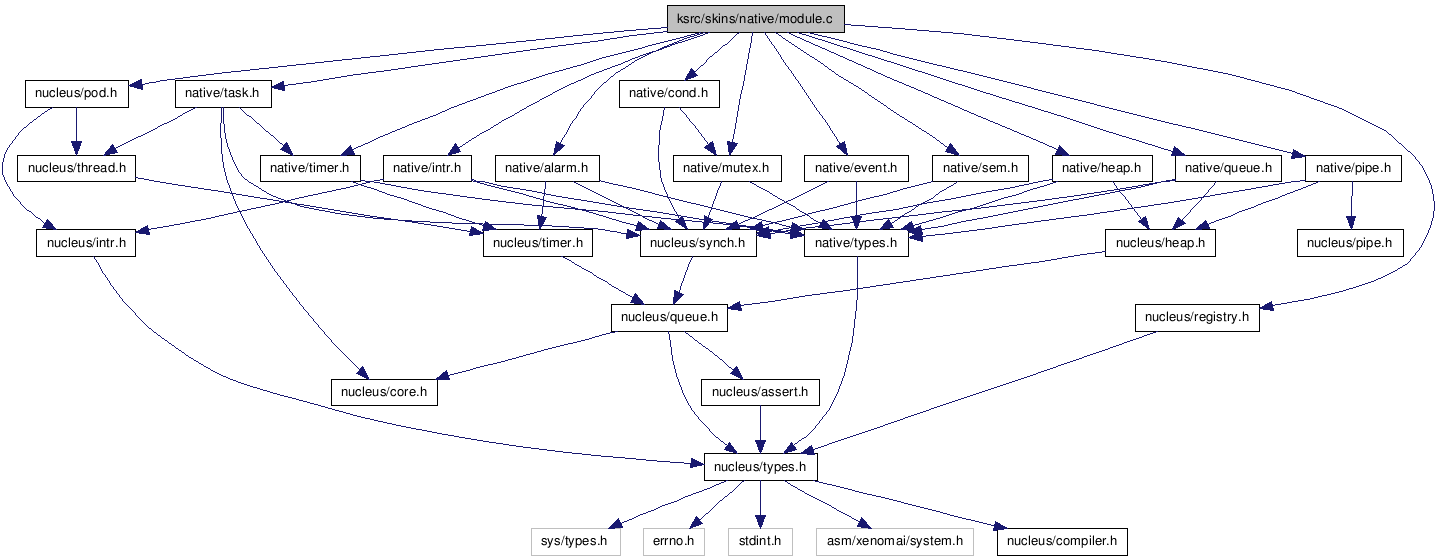 ksrc/skins/native/module.c
nucleus/pod.h
native/task.h
native/cond.h
nucleus/thread.h
native/timer.h
native/intr.h
native/alarm.h
native/mutex.h
native/event.h
native/sem.h
native/heap.h
native/queue.h
native/pipe.h
nucleus/intr.h
nucleus/timer.h
nucleus/synch.h
native/types.h
nucleus/heap.h
nucleus/pipe.h
nucleus/queue.h
nucleus/registry.h
nucleus/core.h
nucleus/assert.h
nucleus/types.h
sys/types.h
errno.h
stdint.h
asm/xenomai/system.h
nucleus/compiler.h